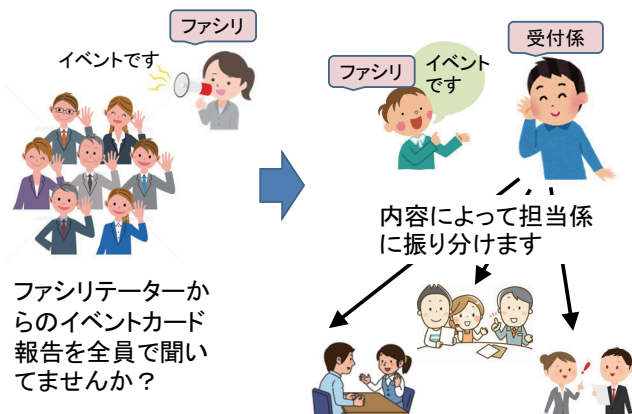 ファシリ
イベントです
ファシリテーターか
らのイベントカード
報告を全員で聞い
てませんか？
受付係
ファシリ
イベント
です
内容によって担当係
に振り分けます